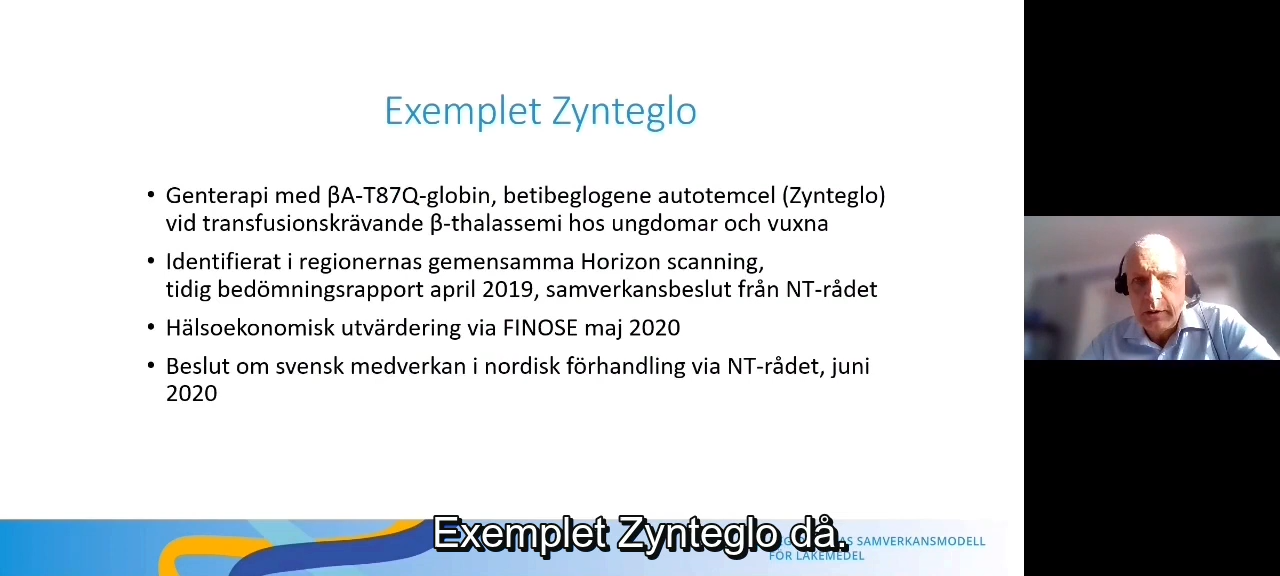 Exemplet Zynteglo
• Genterapi med βA-T87Q-globin, betibeglogene autotemcel (Zynteglo)
vid transfusionskrävande β-thalassemi hos ungdomar och vuxna
• Identifierat i regionernas gemensamma Horizon scanning,
tidig bedömningsrapport april 2019, samverkansbeslut från NT-rådet
• Hälsoekonomisk utvärdering via FINOSE maj 2020
• Beslut om svensk medverkan i nordisk förhandling via NT-rådet, juni
2020
Exemplet Zynteglo då.
SAMVERKANSMODELL
FÖR LÄKEMEDEL